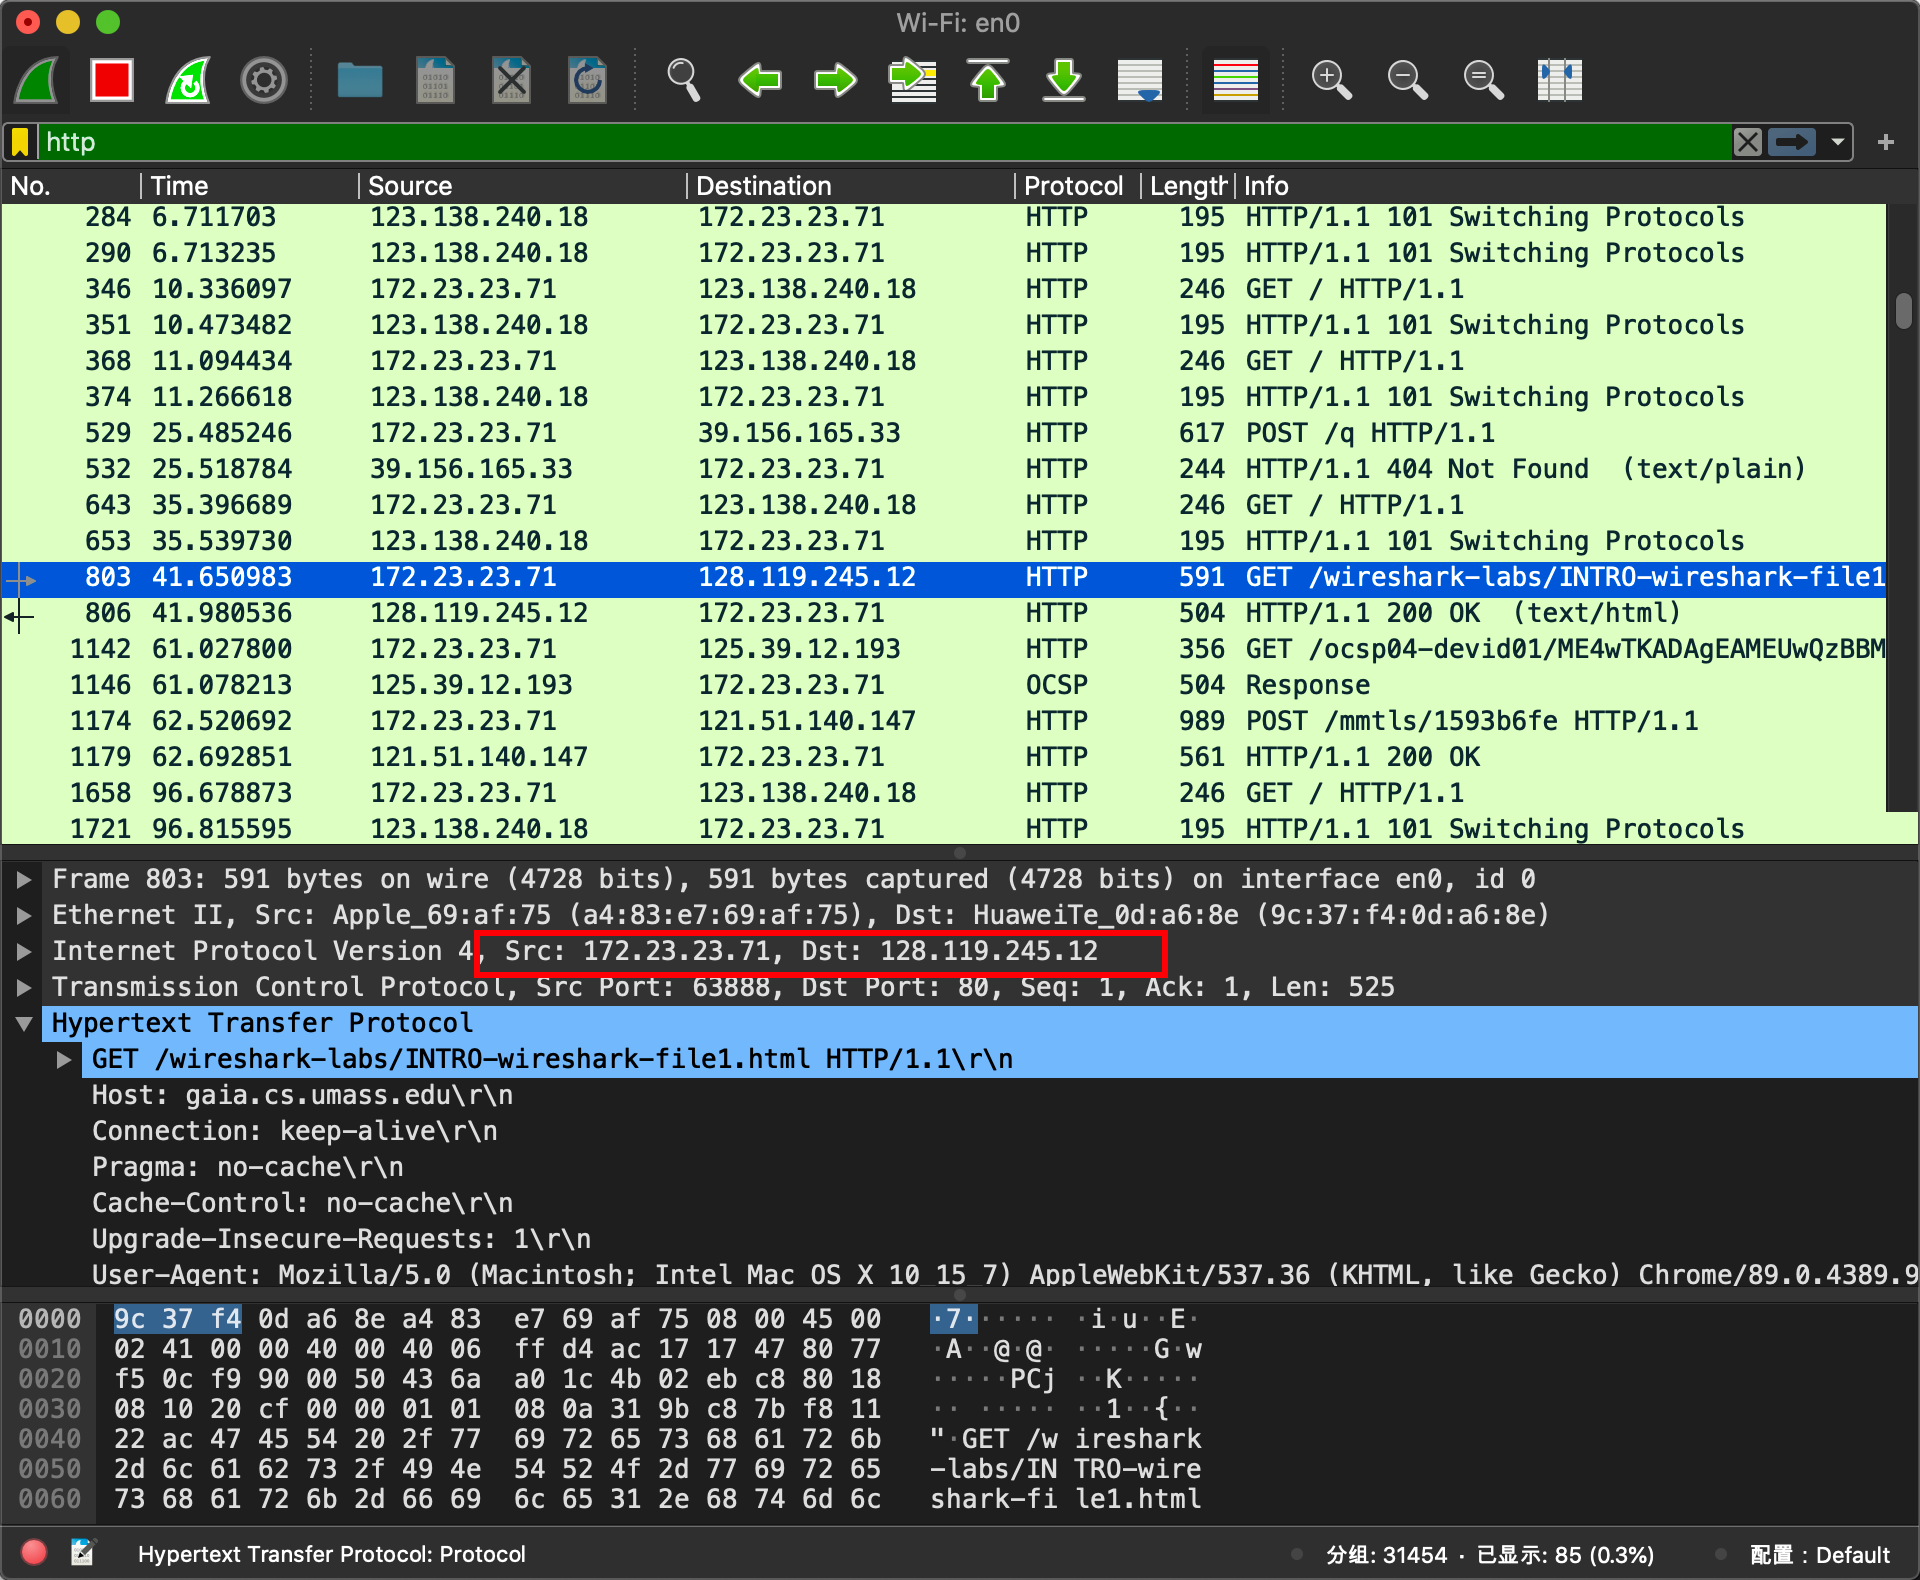 Wi-Fi: en0
http
No. Time Source Destination Protocol Length Info
284 6.711703 123.138.240.18 172.23.23.71 HTTP 195 HTTP/1.1 101 Switching Protocols
290 6.713235 123.138.240.18 172.23.23.71 HTTP 195 HTTP/1.1 101 Switching Protocols
346 10.336097 172.23.23.71 123.138.240.18 HTTP 246 GET / HTTP/1.1
351 10.473482 123.138.240.18 172.23.23.71 HTTP 195 HTTP/1.1 101 Switching Protocols
368 11.094434 172.23.23.71 123.138.240.18 HTTP 246 GET / HTTP/1.1
374 11.266618 123.138.240.18 172.23.23.71 HTTP 195 HTTP/1.1 101 Switching Protocols
529 25.485246 172.23.23.71 39.156.165.33 HTTP 617 POST /q HTTP/1.1
532 25.518784 39.156.165.33 172.23.23.71 HTTP 244 HTTP/1.1 404 Not Found (text/plain)
643 35.396689 172.23.23.71 123.138.240.18 HTTP 246 GET / HTTP/1.1
653 35.539730 123.138.240.18 172.23.23.71 HTTP 195 HTTP/1.1 101 Switching Protocols
803 41.650983 172.23.23.71 128.119.245.12 HTTP 591 GET /wireshark-labs/INTRO-wireshark-file1
806 41.980536 128.119.245.12 172.23.23.71 HTTP 504 HTTP/1.1 200 OK (text/html)
1142 61.027800 172.23.23.71 125.39.12.193 HTTP 356 GET /ocsp04-devid01/ME4wTKADAgEAMEUwQzBBM
1146 61.078213 125.39.12.193 172.23.23.71 OCSP 504 Response
1174 62.520692 172.23.23.71 121.51.140.147 HTTP 989 POST /mmtls/1593b6fe HTTP/1.1
1179 62.692851 121.51.140.147 172.23.23.71 HTTP 561 HTTP/1.1 200 OK
1658 96.678873 172.23.23.71 123.138.240.18 HTTP 246 GET / HTTP/1.1
1721 96.815595 123.138.240.18 172.23.23.71 HTTP 195 HTTP/1.1 101 Switching Protocols
Frame 803: 591 bytes on wire (4728 bits), 591 bytes captured (4728 bits) on interface en0, id 0
Ethernet II, Src: Apple_69:af:75 (a4:83:e7:69:af:75), Dst: HuaweiTe_0d:a6:8e (9c:37:f4:0d:a6:8e)
Internet Protocol Version 4, Src: 172.23.23.71, Dst: 128.119.245.12
Transmission Control Protocol, Src Port: 63888, Dst Port: 80, Seq: 1, Ack: 1, Len: 525
Hypertext Transfer Protocol
GET /wireshark-labs/INTRO-wireshark-file1.html HTTP/1.1\r\n
Host: gaia.cs.umass.edu\r\n
Connection: keep-alive\r\n
Pragma: no-cache\r\n
Cache-Control: no-cache\r\n
Upgrade-Insecure-Requests: 1\r\n
User-Agent: Mozilla/5.0 (Macintosh; Intel Mac OS X 10_15_7) AppleWebKit/537.36 (KHTML, like Gecko) Chrome/89.0.4389.9
0000 9c 37 f4 0d a6 8e a4 83 e7 69 af 75 08 00 45 00 ·7······ ·i·u··E·
0010 02 41 00 00 40 00 40 06 ff d4 ac 17 17 47 80 77 ·A··@·@· ·····G·w
0020 f5 0c f9 90 00 50 43 6a a0 1c 4b 02 eb c8 80 18 ·····PCj ··K·····
0030 08 10 20 cf 00 00 01 01 08 0a 31 9b c8 7b f8 11 ·· ····· ··1··{··
0040 22 ac 47 45 54 20 2f 77 69 72 65 73 68 61 72 6b "·GET /w ireshark
0050 2d 6c 61 62 73 2f 49 4e 54 52 4f 2d 77 69 72 65 -labs/IN TRO-wire
0060 73 68 61 72 6b 2d 66 69 6c 65 31 2e 68 74 6d 6c shark-fi le1.html
Hypertext Transfer Protocol: Protocol 分组: 31454 · 已显示: 85 (0.3%) 配置 : Default